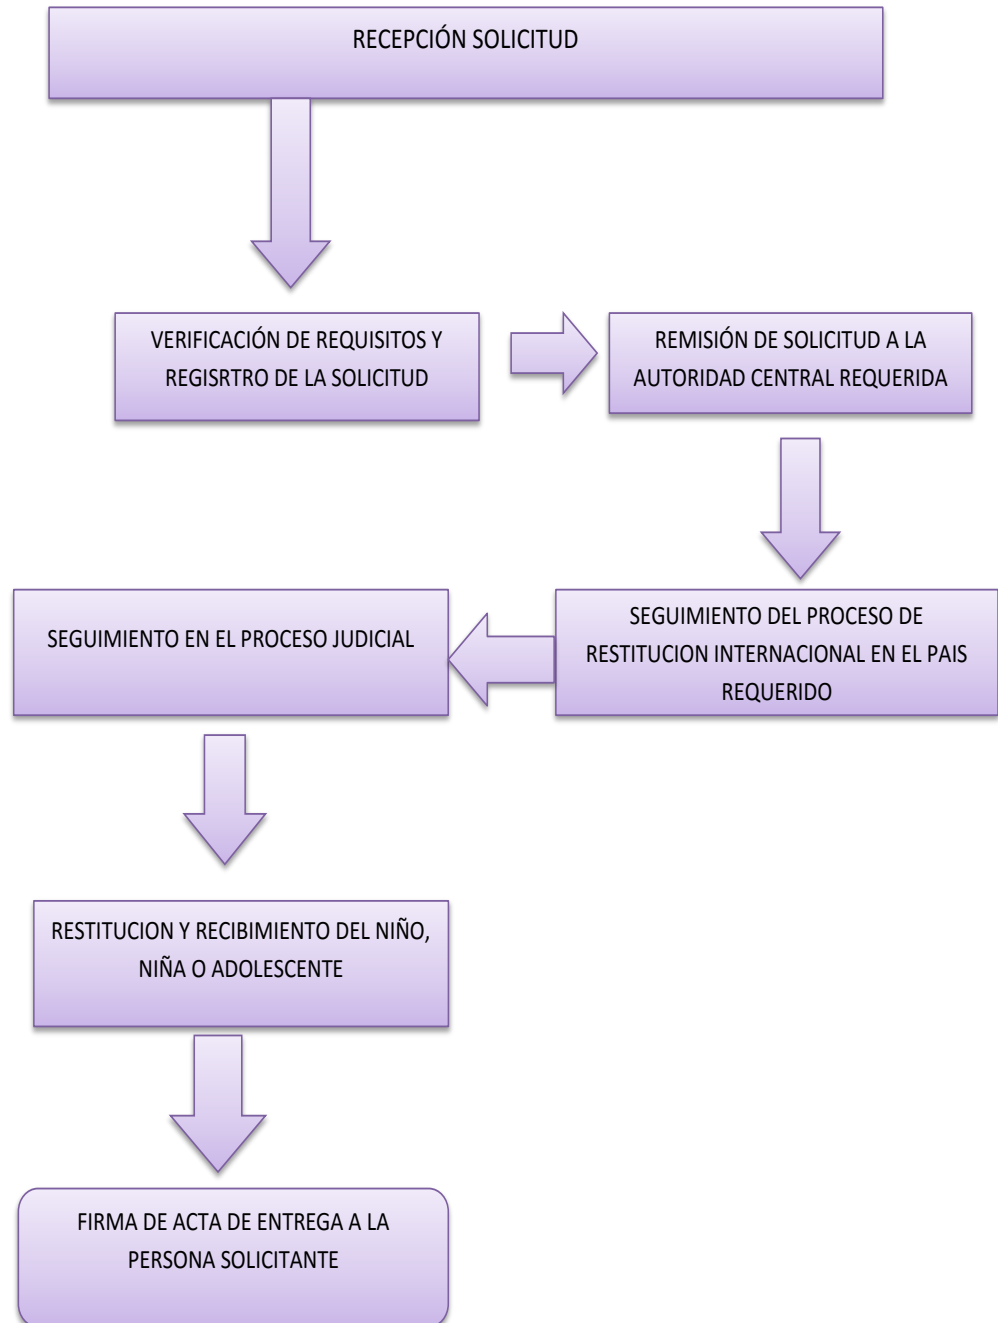 RECEPCIÓN SOLICITUD
VERIFICACIÓN DE REQUISITOS Y
REGISRTRO DE LA SOLICITUD
REMISIÓN DE SOLICITUD A LA
AUTORIDAD CENTRAL REQUERIDA
SEGUIMIENTO DEL PROCESO DE
RESTITUCION INTERNACIONAL EN EL PAIS
REQUERIDO
SEGUIMIENTO EN EL PROCESO JUDICIAL
RESTITUCION Y RECIBIMIENTO DEL NIÑO,
NIÑA O ADOLESCENTE
FIRMA DE ACTA DE ENTREGA A LA
PERSONA SOLICITANTE